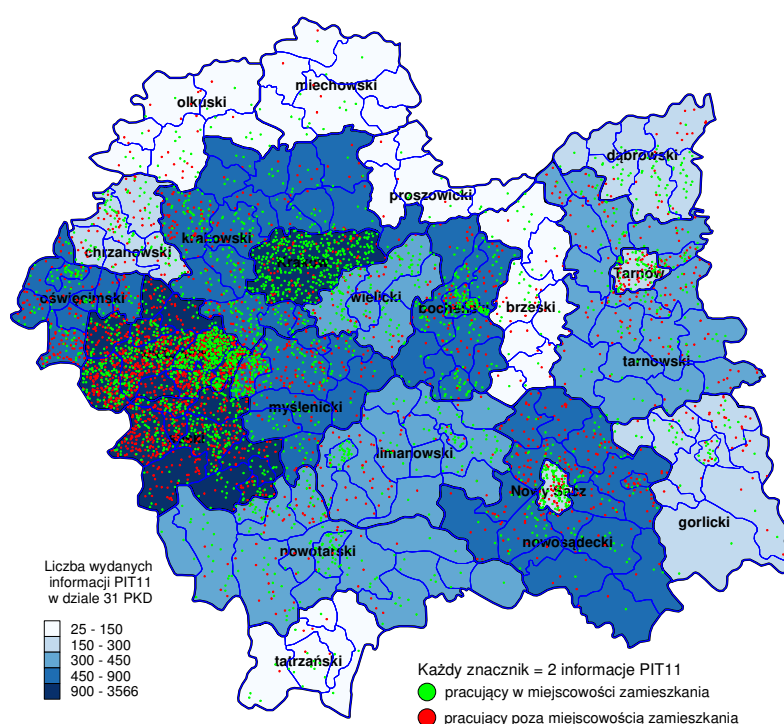 miechowski
olkuski
dąbrowski
proszowicki
krakowski
chrzanowski
Tarnów
oświęcimski
wielicki
bocheński
brzeski
tarnowski
myślenicki
limanowski
Nowy Sącz
gorlicki
nowosądecki
nowotarski
tatrzański
Liczba wydanych
informacji PIT11
w dziale 31 PKD
25 - 150
150 - 300
300 - 450
450 - 900
900 - 3566
Każdy znacznik = 2 informacje PIT11
pracujący w miejscowości zamieszkania
pracujący poza miejscowością zamieszkania